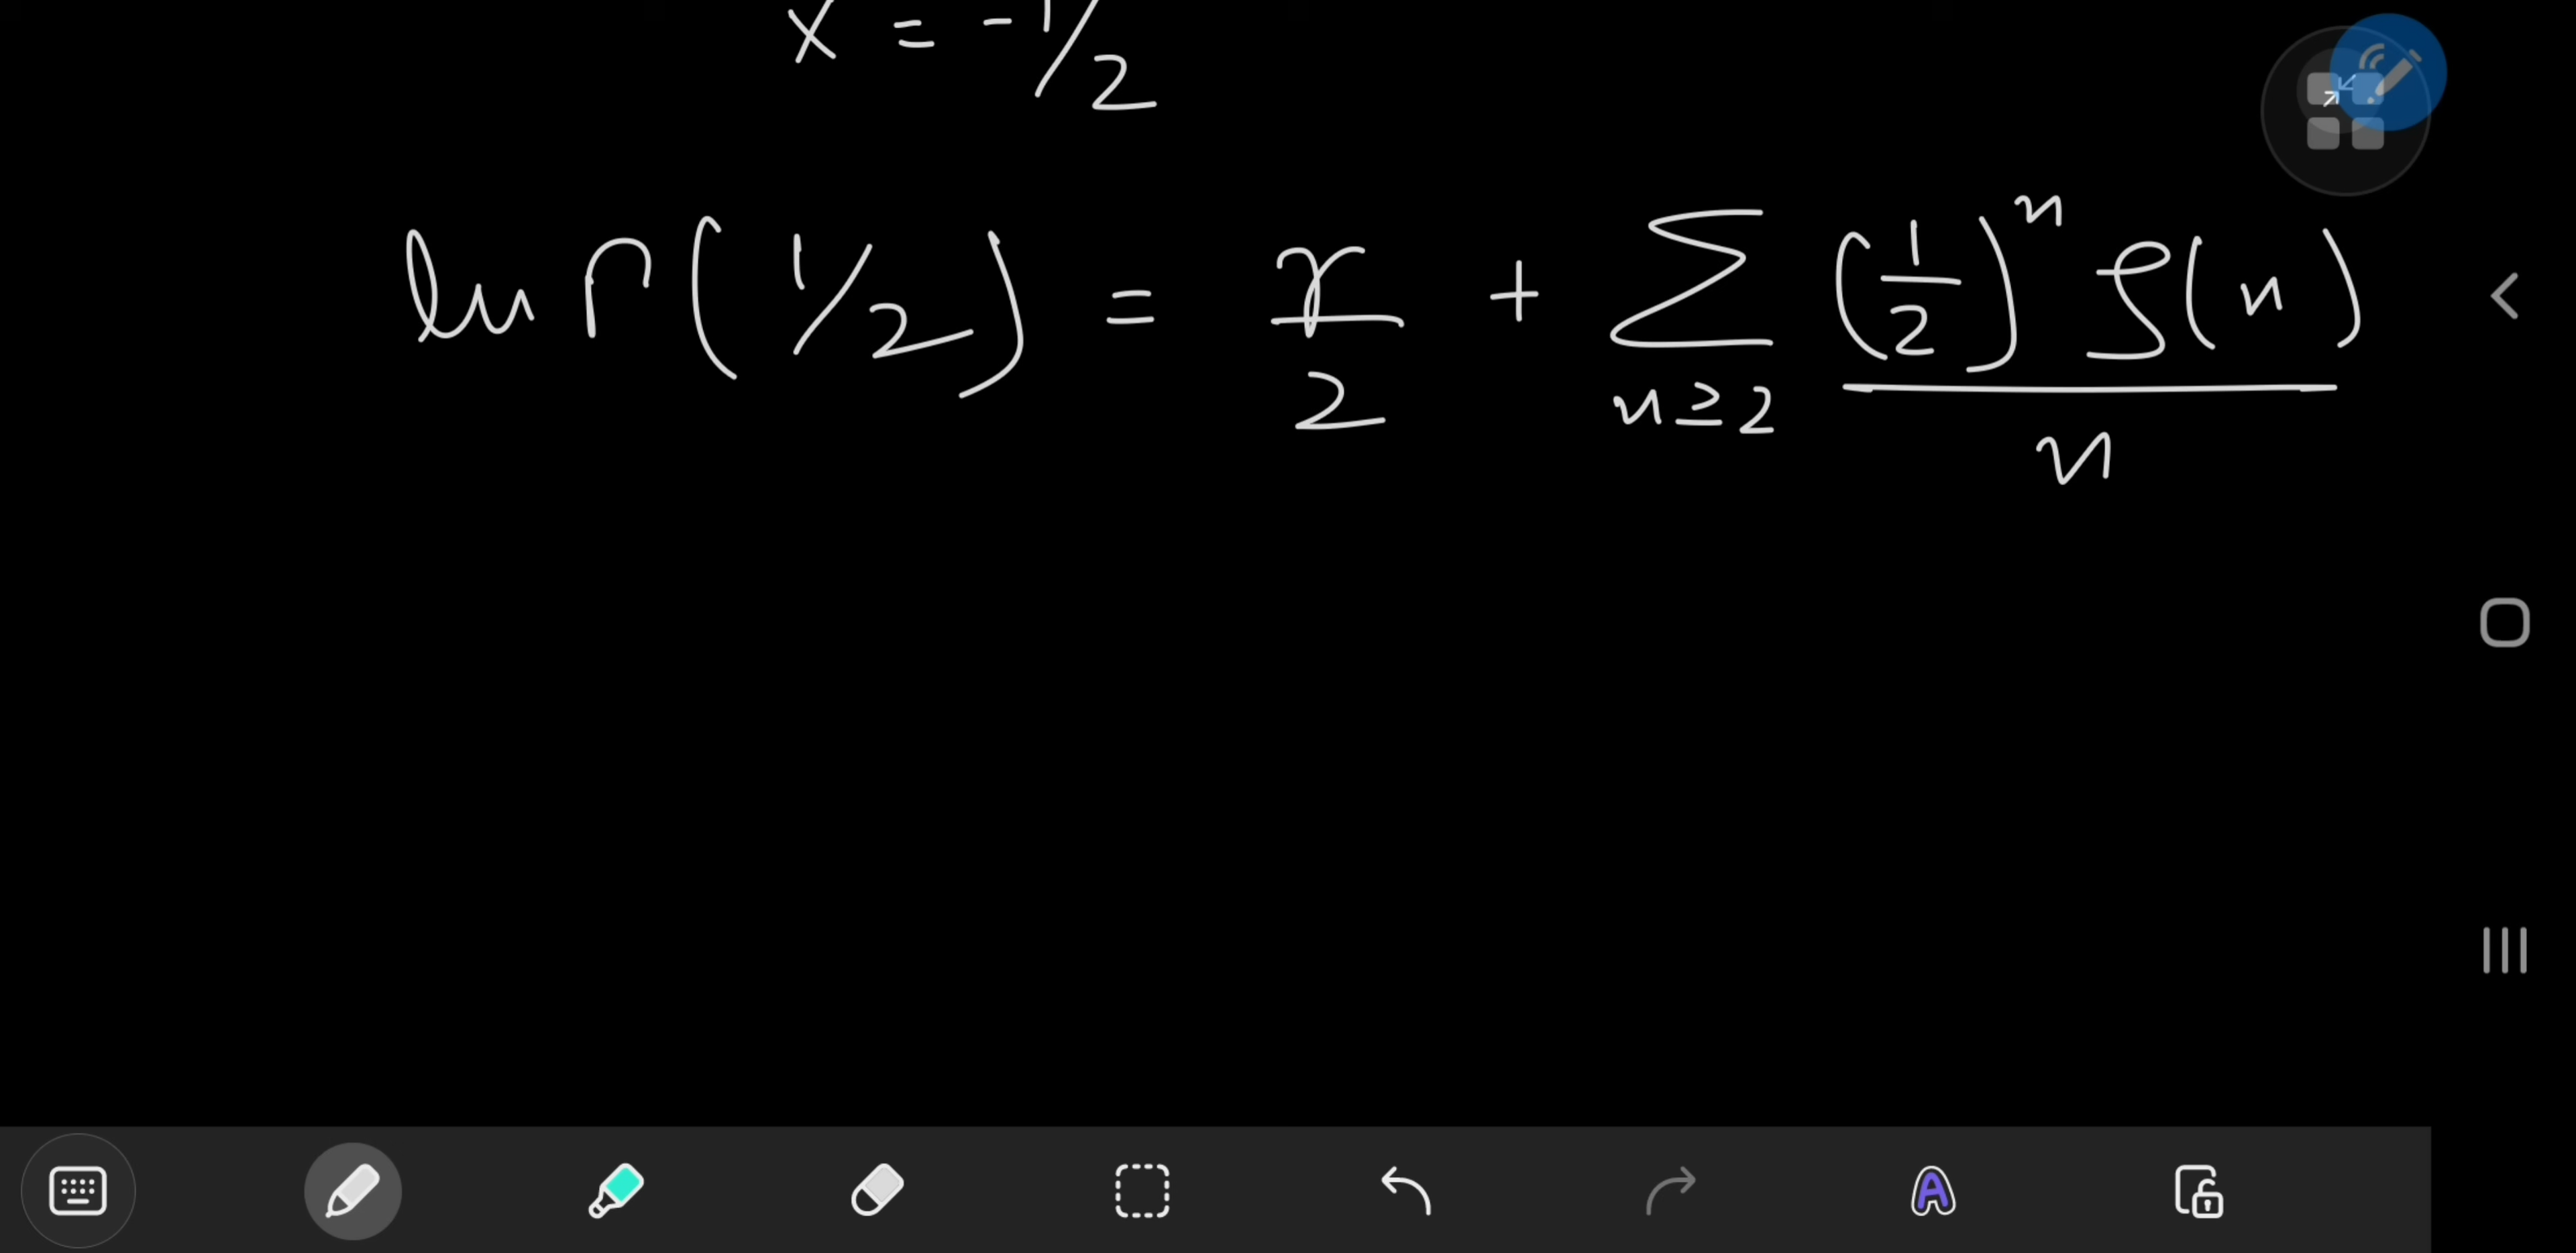 x = -1/2
ln Γ(1/2) = γ/2 + Σ_{n≥2} (1/2)^n ζ(n) / n
A